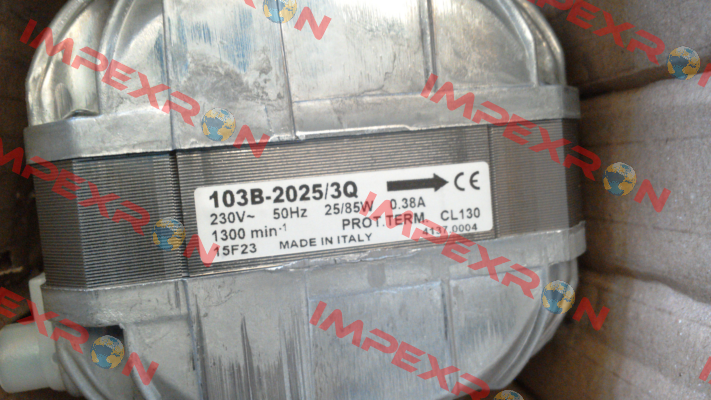 103B-2025/3Q CE
230V~ 50Hz 25/85W 0.38A
1300 min-1 PROT.TERM. CL130
15F23 MADE IN ITALY 4137.0004
IMPEXRON
IMPEXRON
IMPEXRON
IMPEXRON
IMPEXRON
IMPEXRON
IMPEXRON